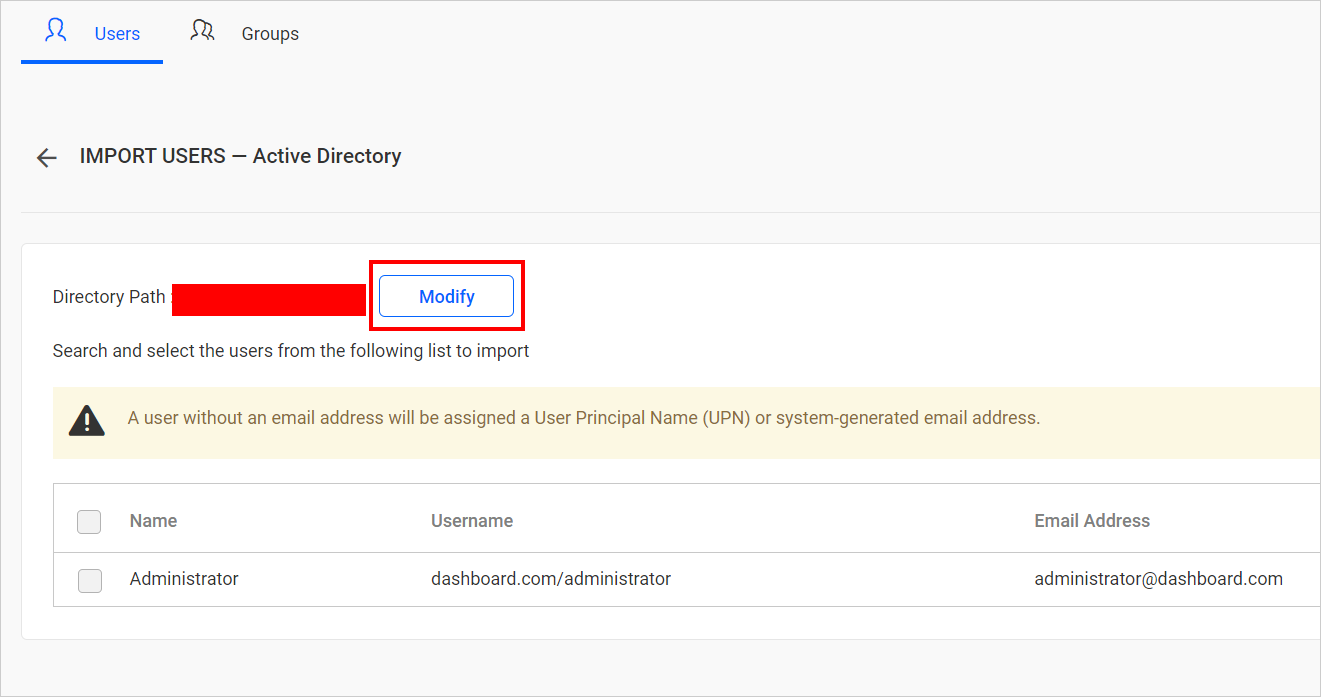 Users Groups
IMPORT USERS — Active Directory
Directory Path : Modify
Search and select the users from the following list to import
A user without an email address will be assigned a User Principal Name (UPN) or system-generated email address.
Name Username Email Address
Administrator dashboard.com/administrator administrator@dashboard.com